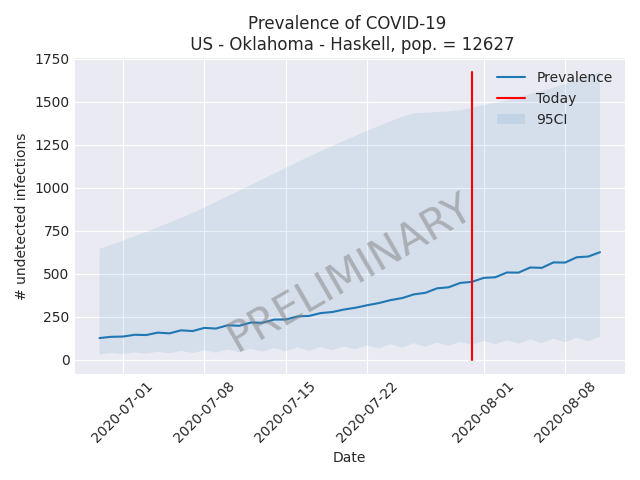 Prevalence of COVID-19
US - Oklahoma - Haskell, pop. = 12627
1750
1500
1250
1000
750
500
250
0
# undetected infections
Prevalence
Today
95CI
PRELIMINARY
2020-07-01
2020-07-08
2020-07-15
2020-07-22
2020-08-01
2020-08-08
Date